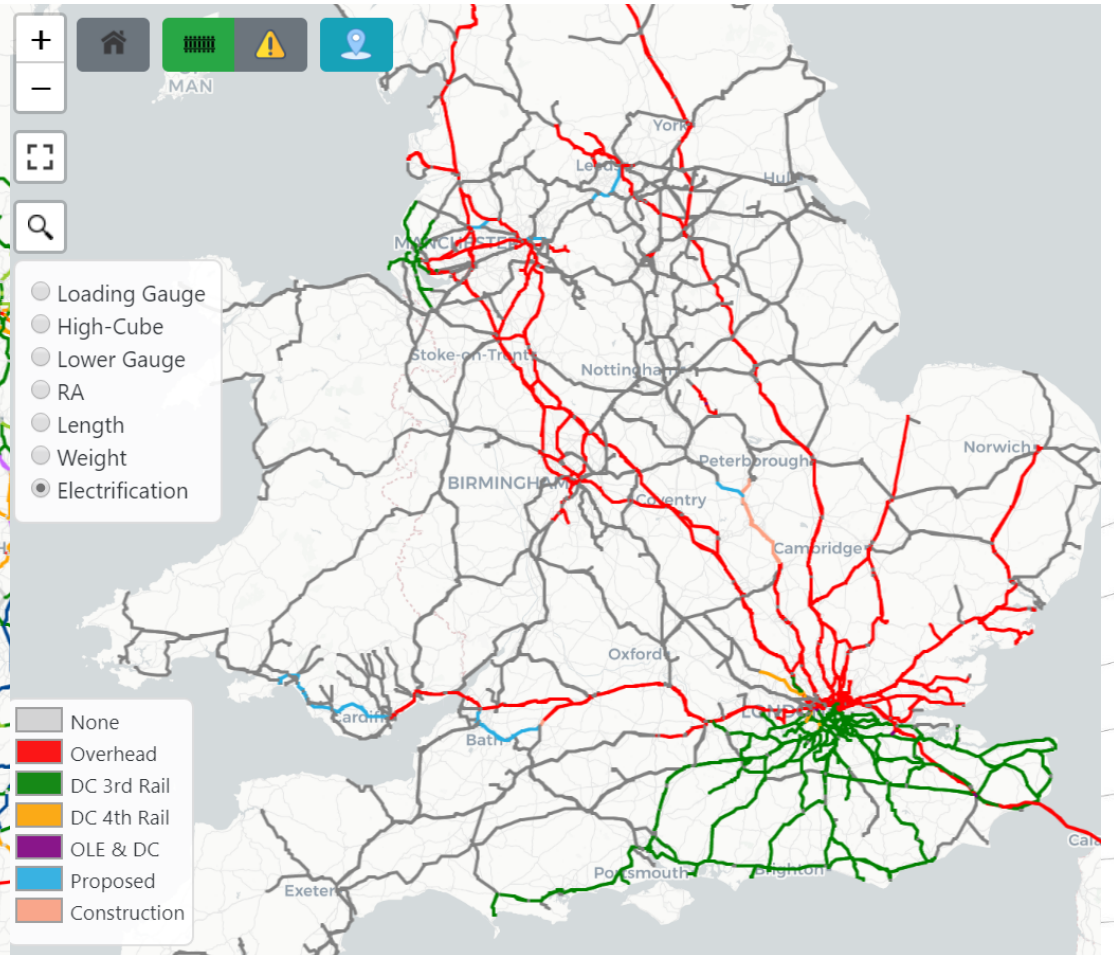 +
−
MAN
York
Leeds
Hull
MANCHESTER
Loading Gauge
High-Cube
Lower Gauge
RA
Length
Weight
Electrification
Stoke-on-Trent
Nottingham
Norwich
Peterborough
BIRMINGHAM
Coventry
Cambridge
Oxford
None
Overhead
DC 3rd Rail
DC 4th Rail
OLE & DC
Proposed
Construction
Cardiff
LONDON
Bath
Portsmouth
Brighton
Exeter
Cala